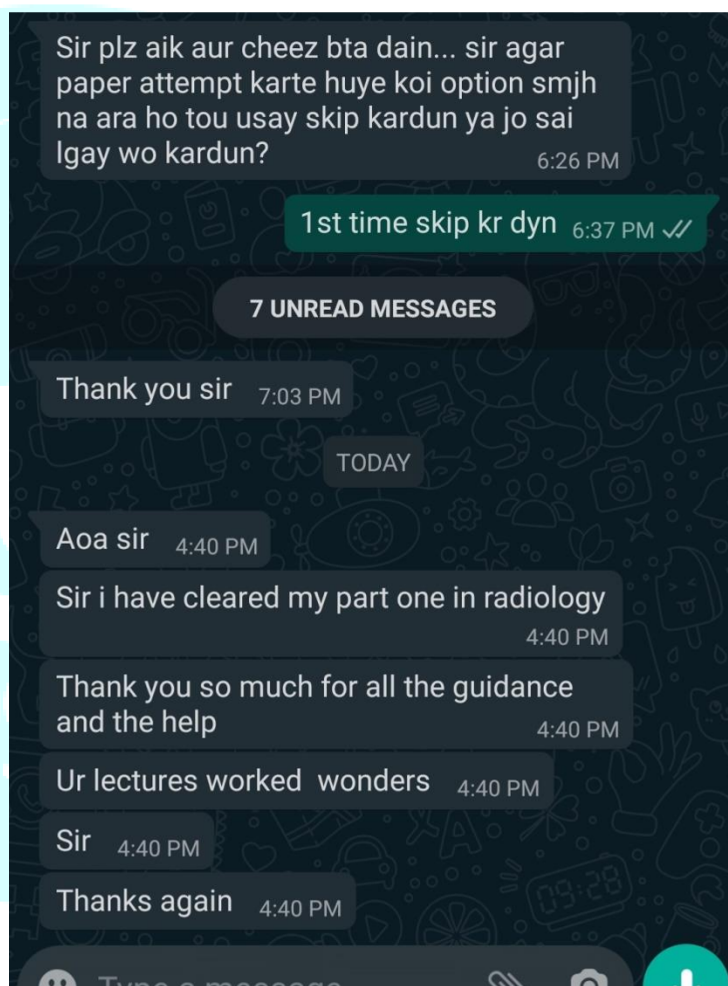 Sir plz aik aur cheez bta dain... sir agar
paper attempt karte huye koi option smjh
na ara ho tou usay skip kardun ya jo sai
lgay wo kardun?
6:26 PM
1st time skip kr dyn 6:37 PM
7 UNREAD MESSAGES
Thank you sir 7:03 PM
TODAY
Aoa sir 4:40 PM
Sir i have cleared my part one in radiology
4:40 PM
Thank you so much for all the guidance
and the help 4:40 PM
Ur lectures worked wonders 4:40 PM
Sir 4:40 PM
Thanks again 4:40 PM
Type a message